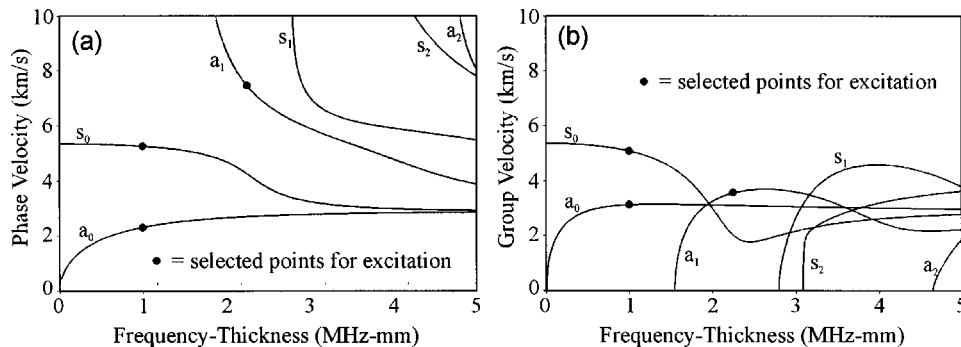 (a)
Phase Velocity (km/s)
10
8
6
4
2
0
s₀
a₀
a₁
s₁
s₂
a₂
● = selected points for excitation
0 1 2 3 4 5
Frequency-Thickness (MHz-mm)
(b)
Group Velocity (km/s)
10
8
6
4
2
0
● = selected points for excitation
s₀
a₀
a₁
s₁
s₂
a₂
0 1 2 3 4 5
Frequency-Thickness (MHz-mm)